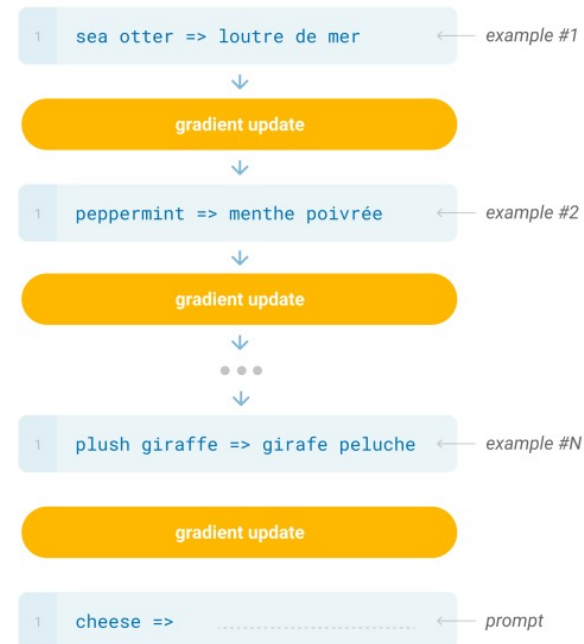 1 sea otter => loutre de mer example #1
gradient update
1 peppermint => menthe poivrée example #2
gradient update
1 plush giraffe => girafe peluche example #N
gradient update
1 cheese => prompt